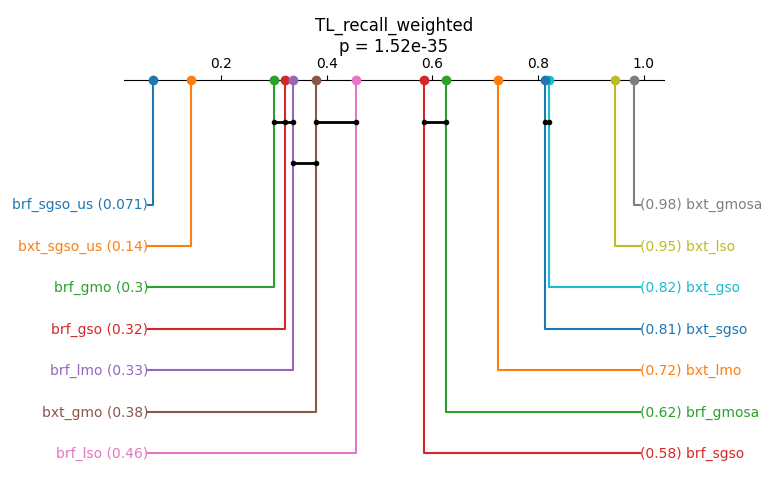 TL_recall_weighted
p = 1.52e-35
0.2 0.4 0.6 0.8 1.0
brf_sgso_us (0.071) (0.98) bxt_gmosa
bxt_sgso_us (0.14) (0.95) bxt_lso
brf_gmo (0.3) (0.82) bxt_gso
brf_gso (0.32) (0.81) bxt_sgso
brf_lmo (0.33) (0.72) bxt_lmo
bxt_gmo (0.38) (0.62) brf_gmosa
brf_lso (0.46) (0.58) brf_sgso